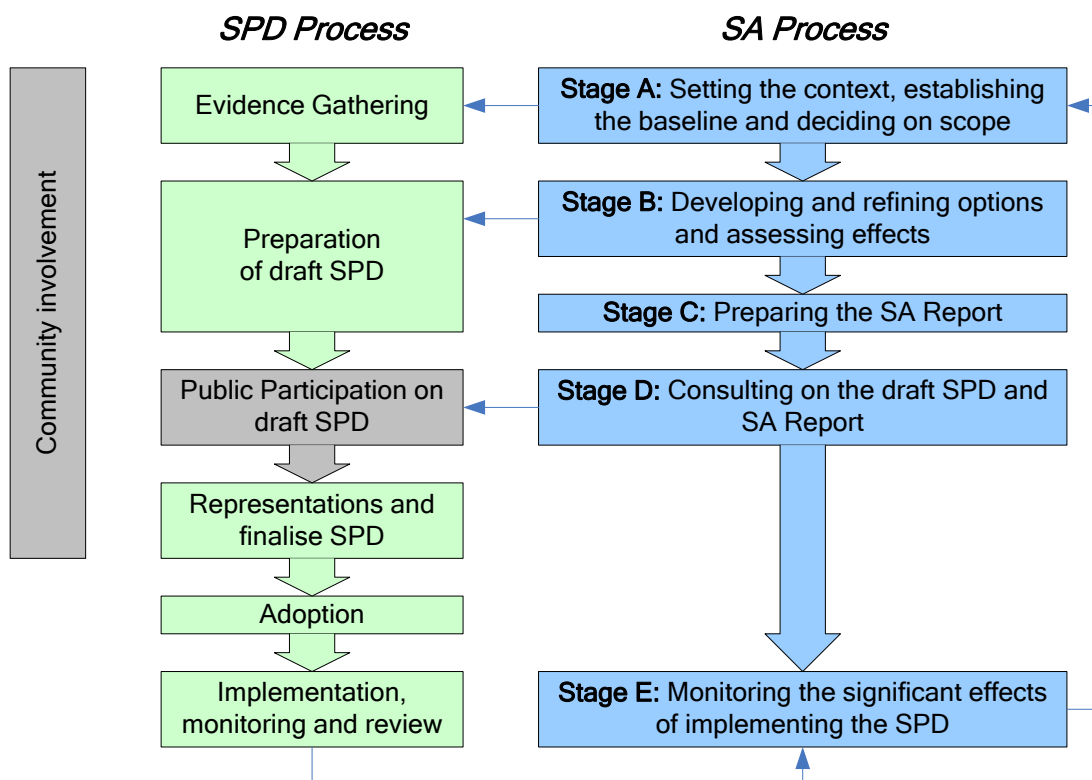 SPD Process
SA Process
Community involvement
Evidence Gathering
Stage A: Setting the context, establishing
the baseline and deciding on scope
Preparation
of draft SPD
Stage B: Developing and refining options
and assessing effects
Stage C: Preparing the SA Report
Public Participation on
draft SPD
Stage D: Consulting on the draft SPD and
SA Report
Representations and
finalise SPD
Adoption
Implementation,
monitoring and review
Stage E: Monitoring the significant effects
of implementing the SPD